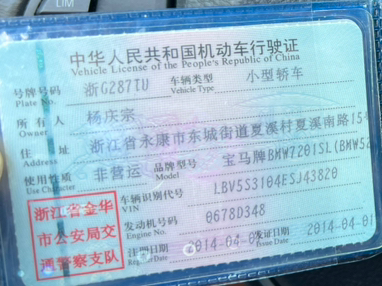 LIM
中华人民共和国机动车行驶证
Vehicle License of the People's Republic of China
号牌号码 浙G287TU 车辆类型 小型轿车
Plate No. Vehicle Type
所有人 杨庆宗
Owner
住址 浙江省永康市东城街道夏溪村夏溪南路15号
Address
使用性质 非营运 品牌型号 宝马牌BMW7201SL(BMW52
Use Character Model
浙江省金华
市公安局交
通警察支队
车辆识别代号 LBV5S3104ESJ43820
VIN
发动机号码 0678D348
Engine No.
注册日期 2014-04-0 发证日期 2014-04-01
Register Date Issue Date